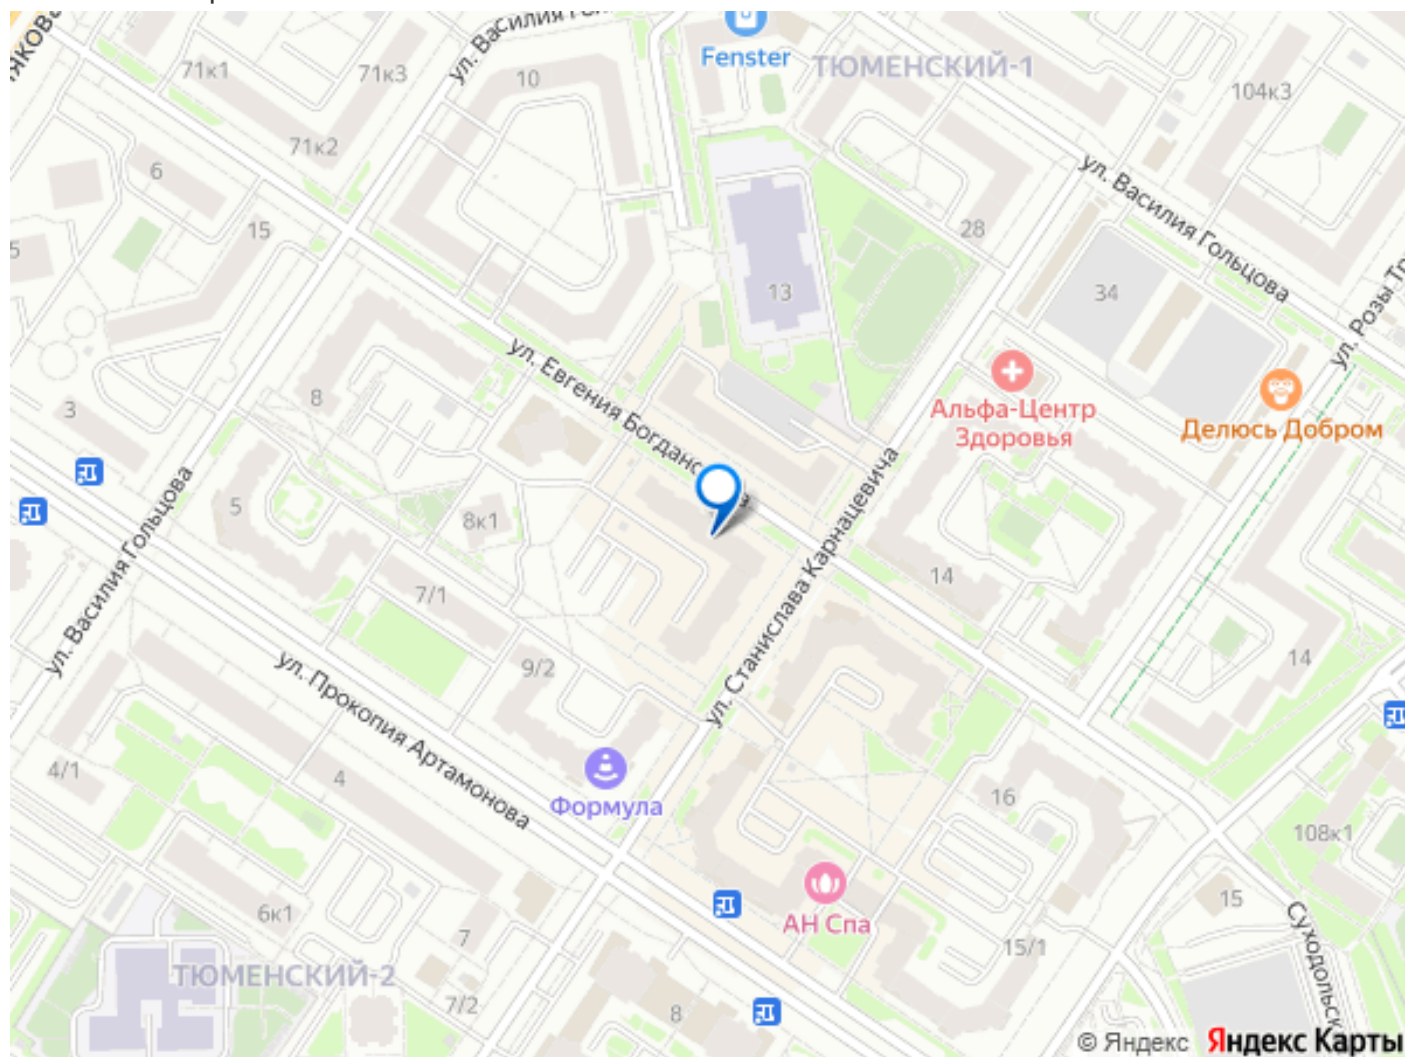 ул. Василия Гольцова
Fenster
ТЮМЕНСКИЙ-1
71к1
71к3
10
104к3
71к2
6
15
5
28
ул. Василия Гольцова
13
34
ул. Евгения
8
3
Альфа-Центр
Здоровья
Делюсь Добром
5
8к1
ул. Станислава Карнацевича
14
7/1
ул. Василия Гольцова
9/2
14
ул. Прокопия Артамонова
4/1
4
Формула
16
108к1
АН Спа
15
6к1
7
15/1
ТЮМЕНСКИЙ-2
7/2
8
© Яндекс Яндекс Карты